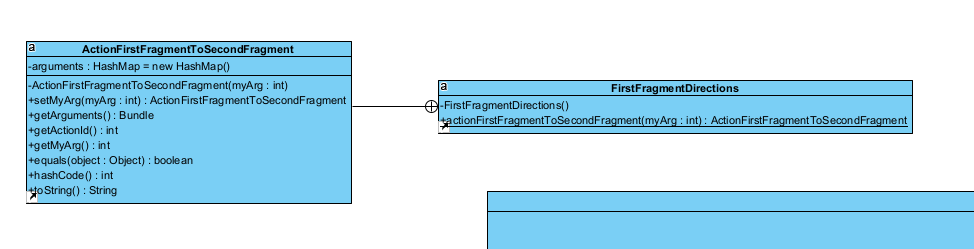 a
ActionFirstFragmentToSecondFragment
-arguments : HashMap = new HashMap()
-ActionFirstFragmentToSecondFragment(myArg : int)
+setMyArg(myArg : int) : ActionFirstFragmentToSecondFragment
+getArguments() : Bundle
+getActionId() : int
+getMyArg() : int
+equals(object : Object) : boolean
+hashCode() : int
+toString() : String
a
FirstFragmentDirections
-FirstFragmentDirections()
+actionFirstFragmentToSecondFragment(myArg : int) : ActionFirstFragmentToSecondFragment